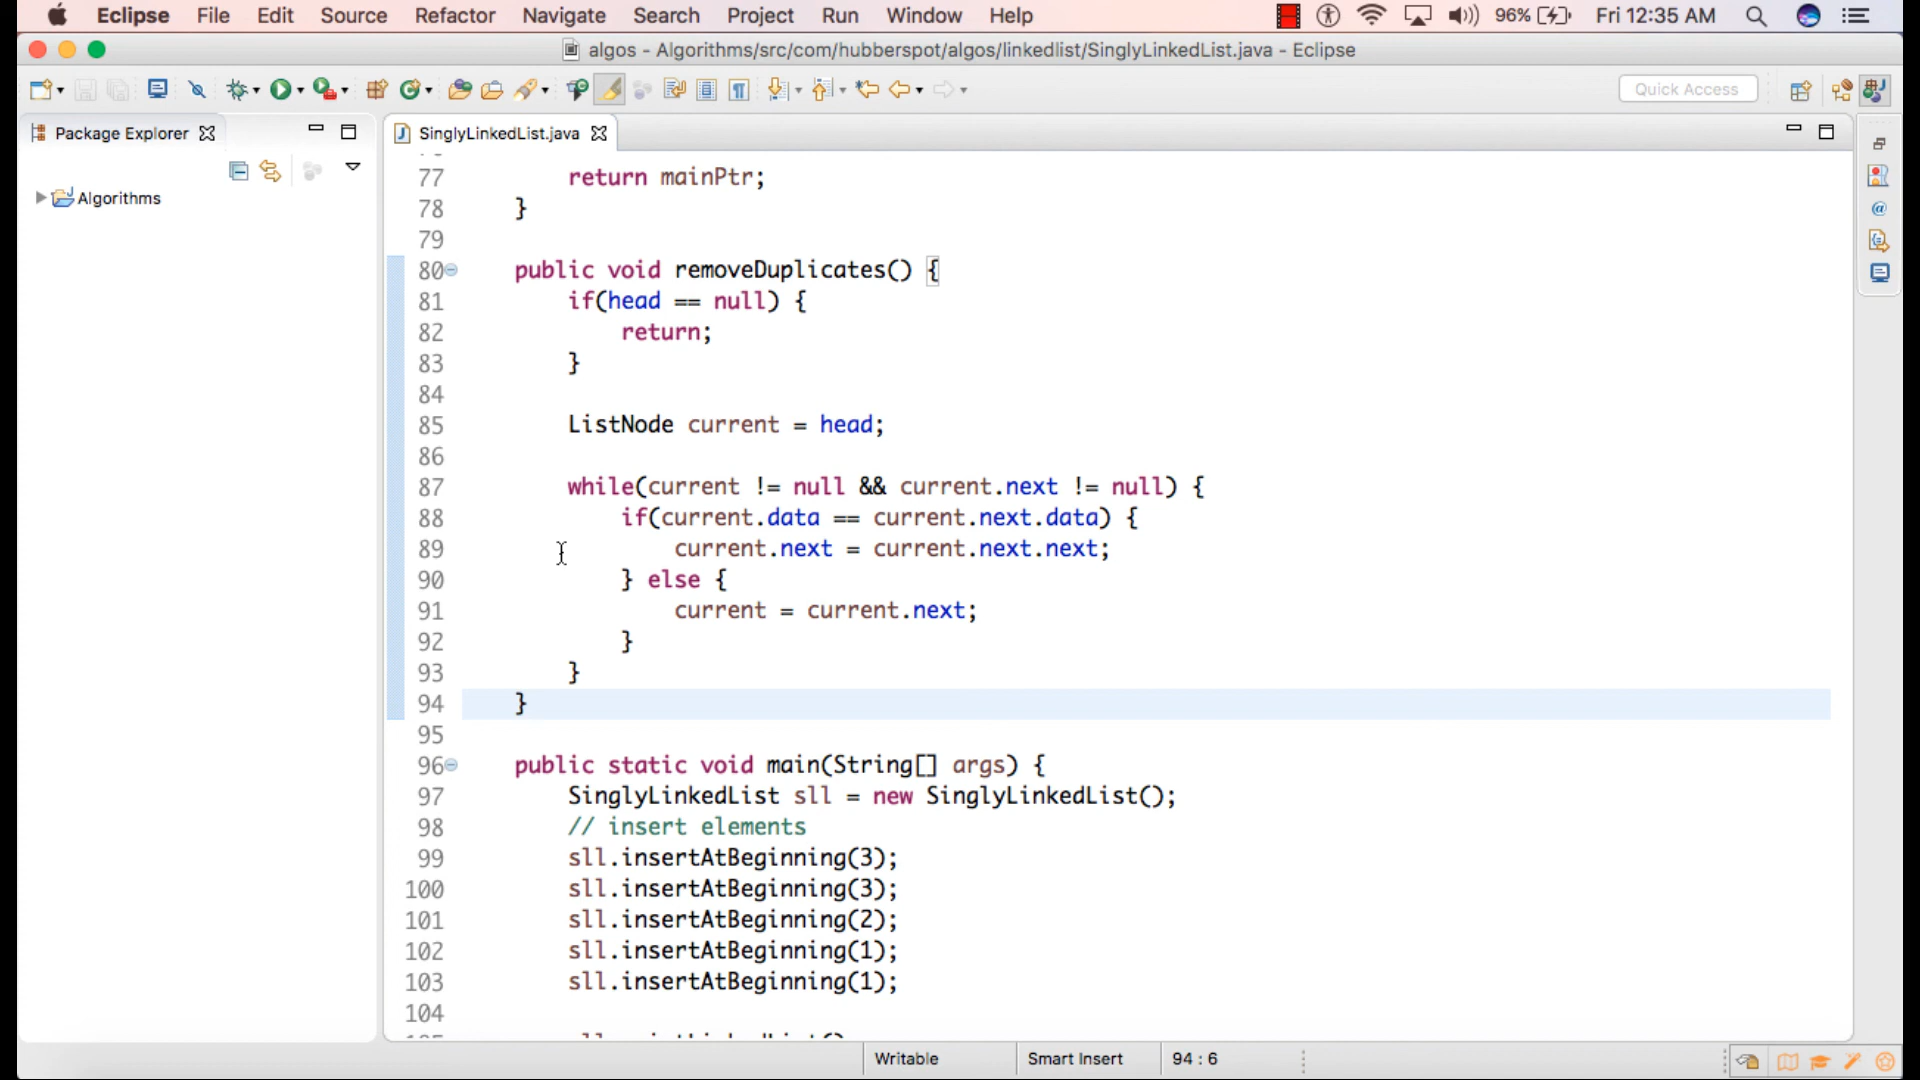 Eclipse File Edit Source Refactor Navigate Search Project Run Window Help 96% Fri 12:35 AM
algos - Algorithms/src/com/hubberspot/algos/linkedlist/SinglyLinkedList.java - Eclipse
Quick Access
Package Explorer
SinglyLinkedList.java
Algorithms
77 return mainPtr;
78 }
79
80 public void removeDuplicates() {
81 if(head == null) {
82 return;
83 }
84
85 ListNode current = head;
86
87 while(current != null && current.next != null) {
88 if(current.data == current.next.data) {
89 current.next = current.next.next;
90 } else {
91 current = current.next;
92 }
93 }
94 }
95
96 public static void main(String[] args) {
97 SinglyLinkedList sll = new SinglyLinkedList();
98 // insert elements
99 sll.insertAtBeginning(3);
100 sll.insertAtBeginning(3);
101 sll.insertAtBeginning(2);
102 sll.insertAtBeginning(1);
103 sll.insertAtBeginning(1);
104
Writable Smart Insert 94 : 6